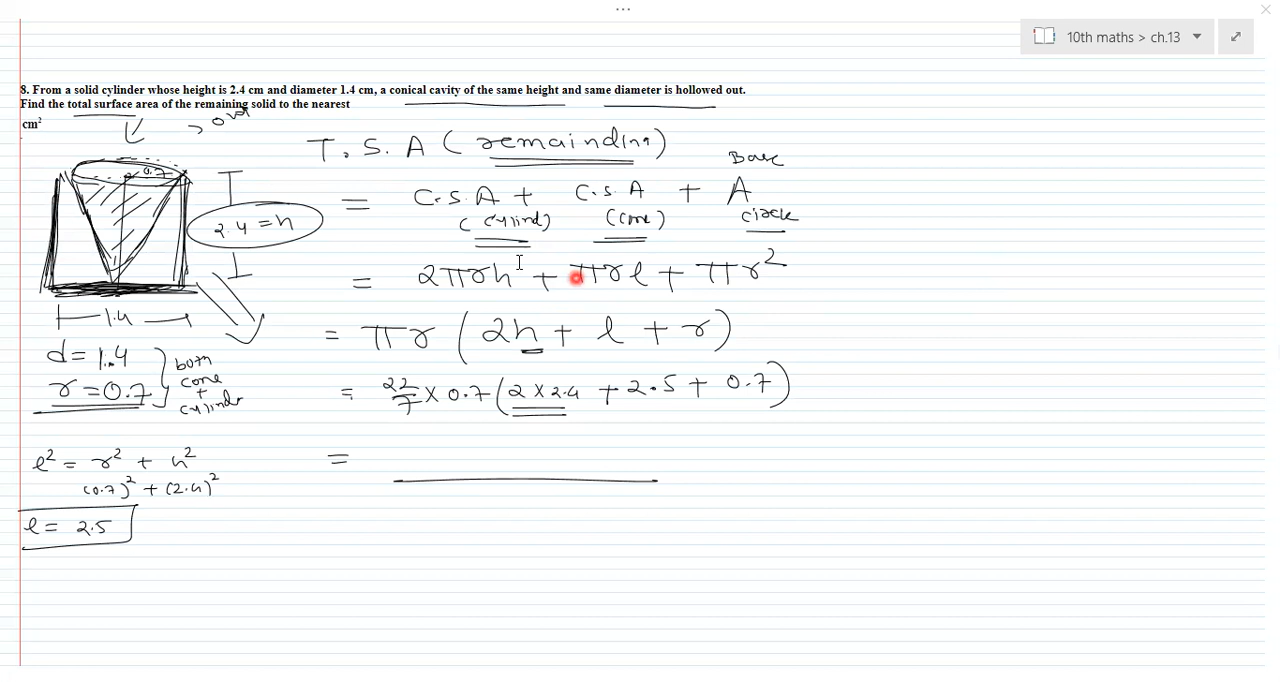 10th maths > ch.13
8. From a solid cylinder whose height is 2.4 cm and diameter 1.4 cm, a conical cavity of the same height and same diameter is hollowed out.
Find the total surface area of the remaining solid to the nearest
cm²
T. S. A (remainding)
0.7
Base
= C.S.A + C.S.A + A
(cylind) (cone) circle
2.4 = h
= 2πrh + πrl + πr²
1.4
= πr (2h + l + r)
d = 1.4
r = 0.7
both
cone
+
cylinder
= 22/7 × 0.7 (2 × 2.4 + 2.5 + 0.7)
l² = r² + h²
(0.7)² + (2.4)²
=
l = 2.5